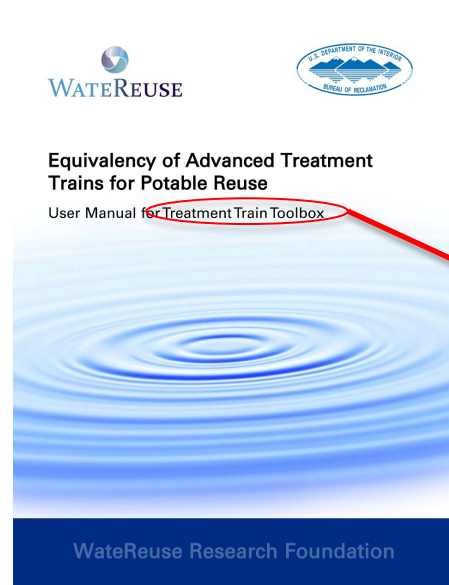 WATEREUSE
U.S. DEPARTMENT OF THE INTERIOR
BUREAU OF RECLAMATION
Equivalency of Advanced Treatment
Trains for Potable Reuse
User Manual for Treatment Train Toolbox
WateReuse Research Foundation